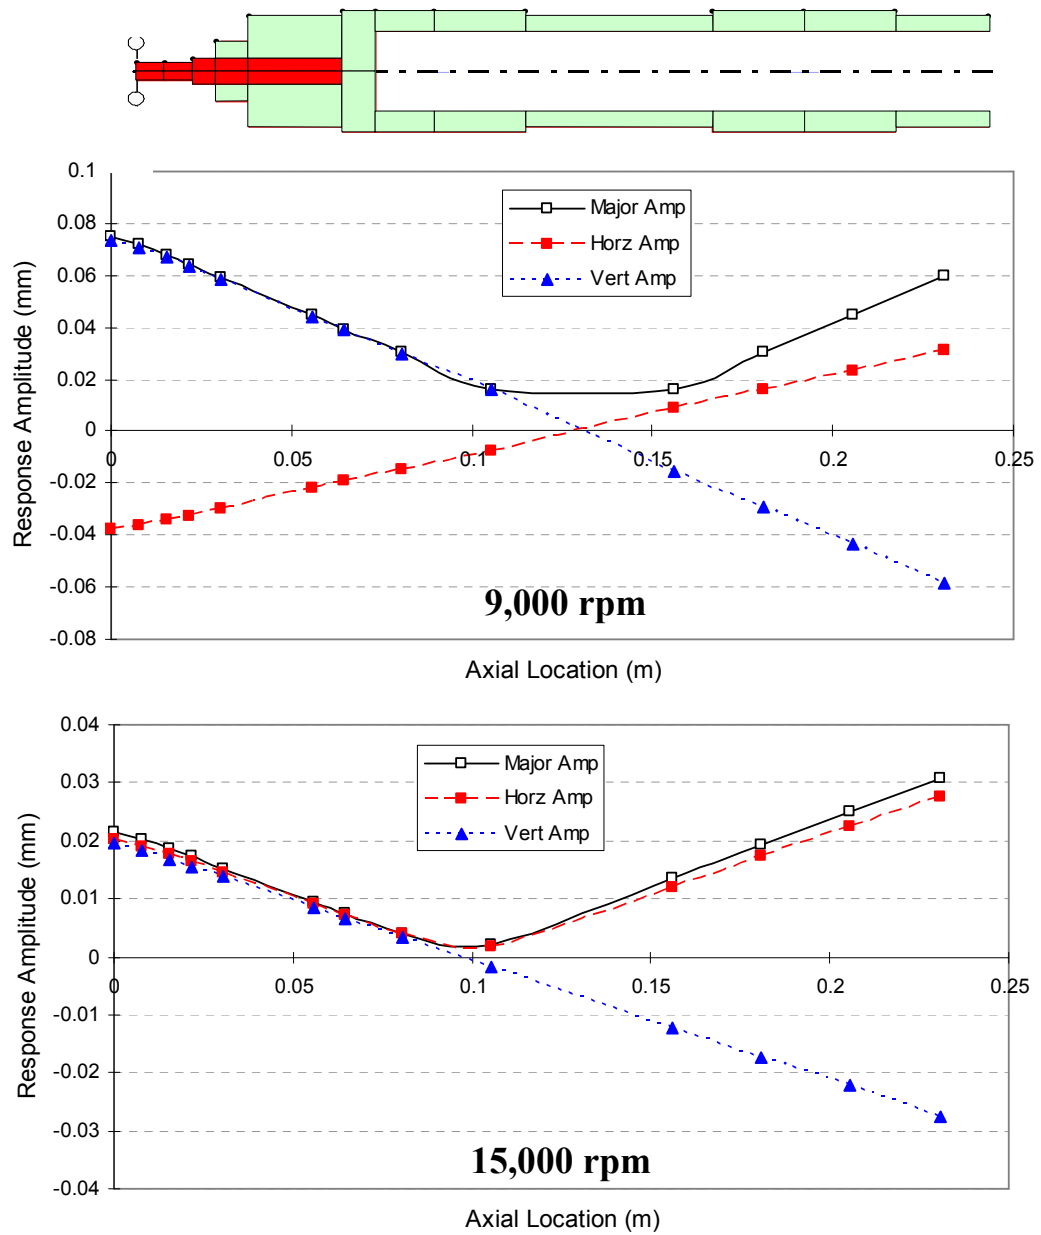 0.1
0.08
0.06
0.04
0.02
0
-0.02
-0.04
-0.06
-0.08
0 0.05 0.1 0.15 0.2 0.25
Response Amplitude (mm)
Major Amp
Horz Amp
Vert Amp
9,000 rpm
Axial Location (m)
0.04
0.03
0.02
0.01
0
-0.01
-0.02
-0.03
-0.04
0 0.05 0.1 0.15 0.2 0.25
Response Amplitude (mm)
Major Amp
Horz Amp
Vert Amp
15,000 rpm
Axial Location (m)